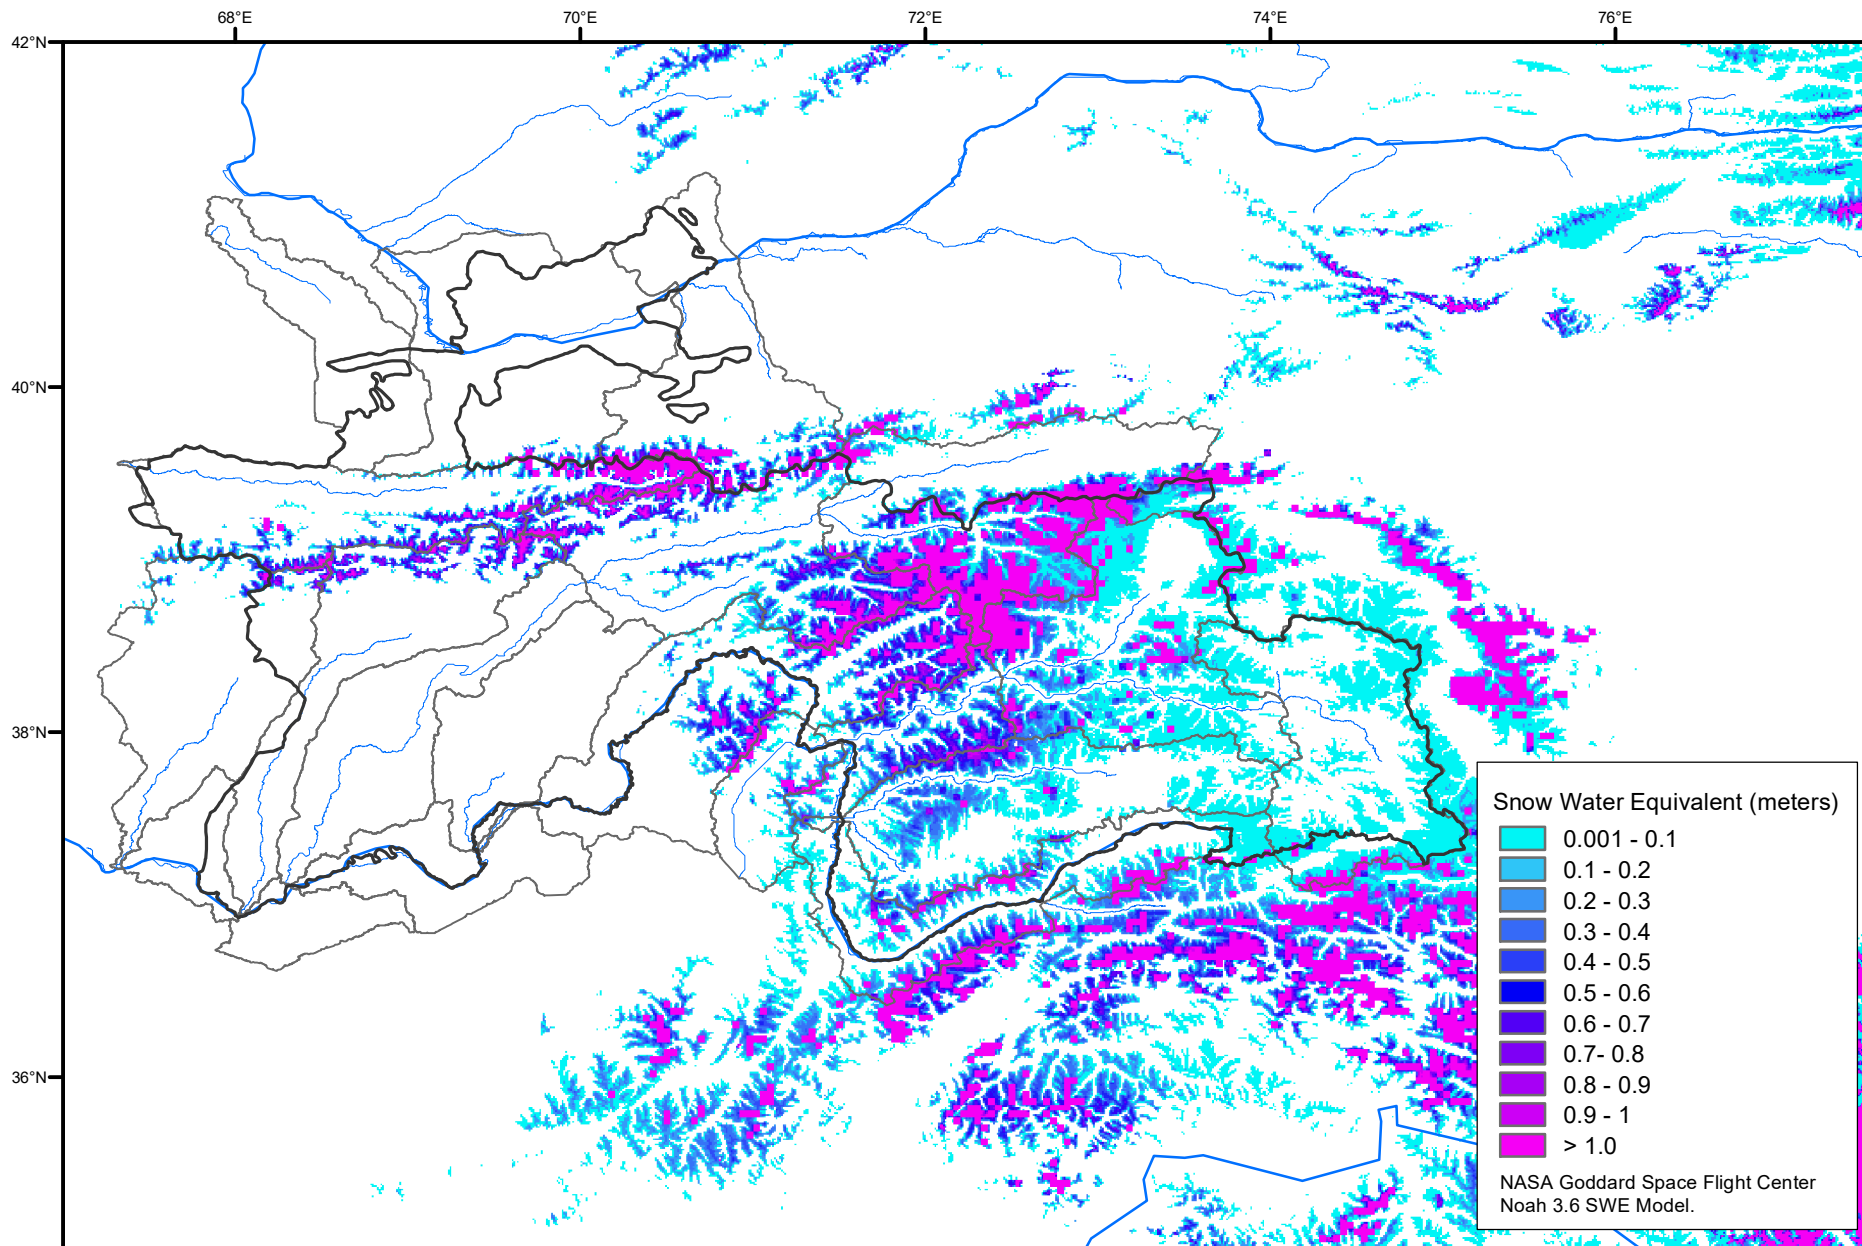 68°E 70°E 72°E 74°E 76°E
42°N
40°N
38°N
36°N
Snow Water Equivalent (meters)
0.001 - 0.1
0.1 - 0.2
0.2 - 0.3
0.3 - 0.4
0.4 - 0.5
0.5 - 0.6
0.6 - 0.7
0.7- 0.8
0.8 - 0.9
0.9 - 1
> 1.0
NASA Goddard Space Flight Center
Noah 3.6 SWE Model.